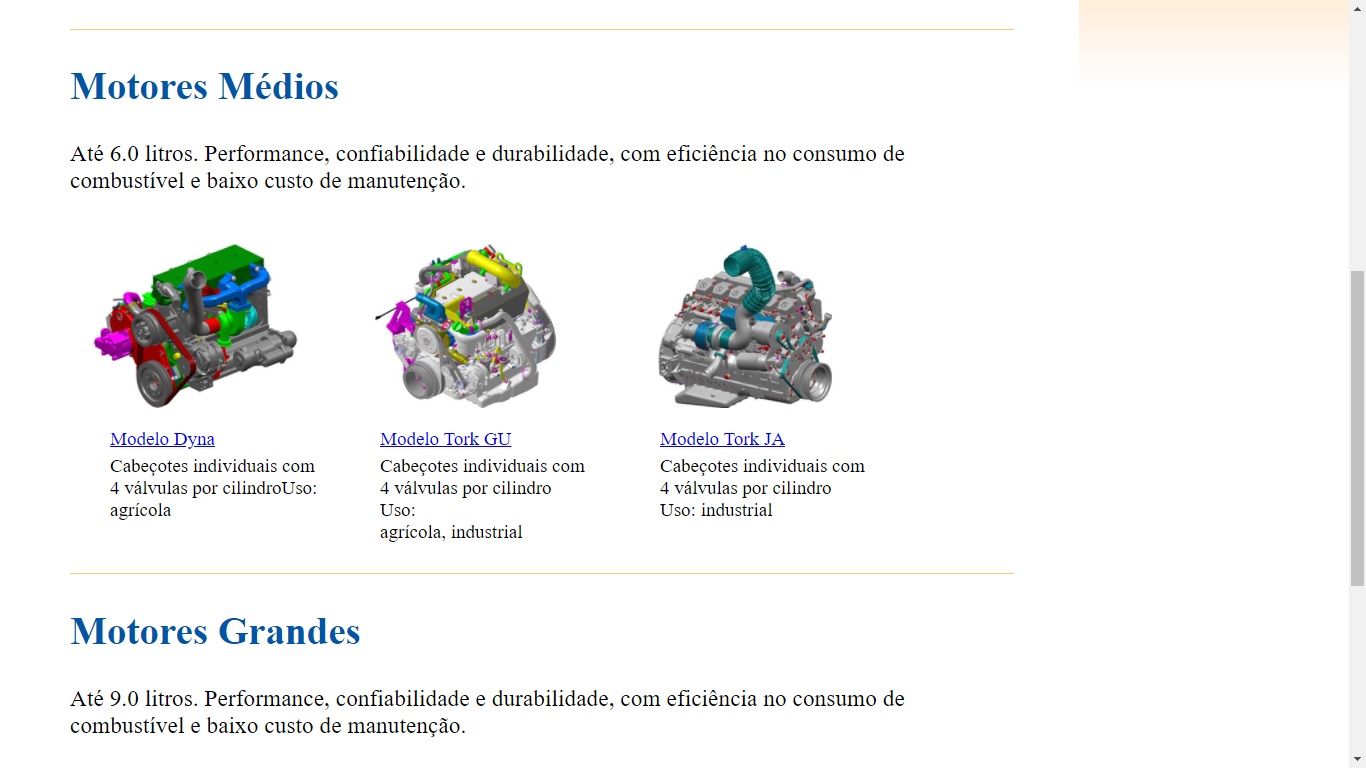 Motores Médios
Até 6.0 litros. Performance, confiabilidade e durabilidade, com eficiência no consumo de
combustível e baixo custo de manutenção.
Modelo Dyna
Cabeçotes individuais com
4 válvulas por cilindroUso:
agrícola
Modelo Tork GU
Cabeçotes individuais com
4 válvulas por cilindro
Uso:
agrícola, industrial
Modelo Tork JA
Cabeçotes individuais com
4 válvulas por cilindro
Uso: industrial
Motores Grandes
Até 9.0 litros. Performance, confiabilidade e durabilidade, com eficiência no consumo de
combustível e baixo custo de manutenção.